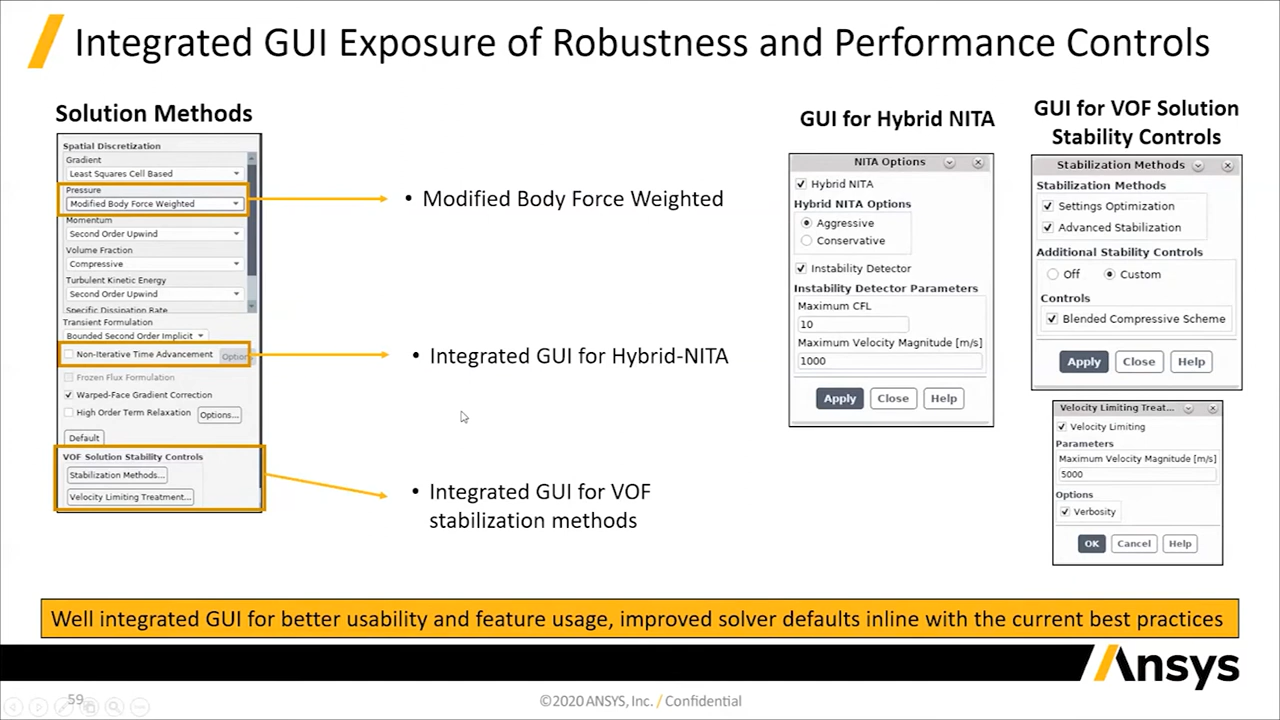 Integrated GUI Exposure of Robustness and Performance Controls
Solution Methods
Spatial Discretization
Gradient
Least Squares Cell Based
Pressure
Modified Body Force Weighted
Momentum
Second Order Upwind
Volume Fraction
Compressive
Turbulent Kinetic Energy
Second Order Upwind
Specific Dissipation Rate
Transient Formulation
Bounded Second Order Implicit
Non-Iterative Time Advancement
Option
Frozen Flux Formulation
Warped-Face Gradient Correction
High Order Term Relaxation
Options...
Default
VOF Solution Stability Controls
Stabilization Methods...
Velocity Limiting Treatment...
• Modified Body Force Weighted
• Integrated GUI for Hybrid-NITA
• Integrated GUI for VOF
stabilization methods
GUI for Hybrid NITA
NITA Options
Hybrid NITA
Hybrid NITA Options
Aggressive
Conservative
Instability Detector
Instability Detector Parameters
Maximum CFL
10
Maximum Velocity Magnitude [m/s]
1000
Apply Close Help
GUI for VOF Solution
Stability Controls
Stabilization Methods
Stabilization Methods
Settings Optimization
Advanced Stabilization
Additional Stability Controls
Off Custom
Controls
Blended Compressive Scheme
Apply Close Help
Velocity Limiting Treat...
Velocity Limiting
Parameters
Maximum Velocity Magnitude [m/s]
5000
Options
Verbosity
OK Cancel Help
Well integrated GUI for better usability and feature usage, improved solver defaults inline with the current best practices
Ansys
59
©2020 ANSYS, Inc. / Confidential